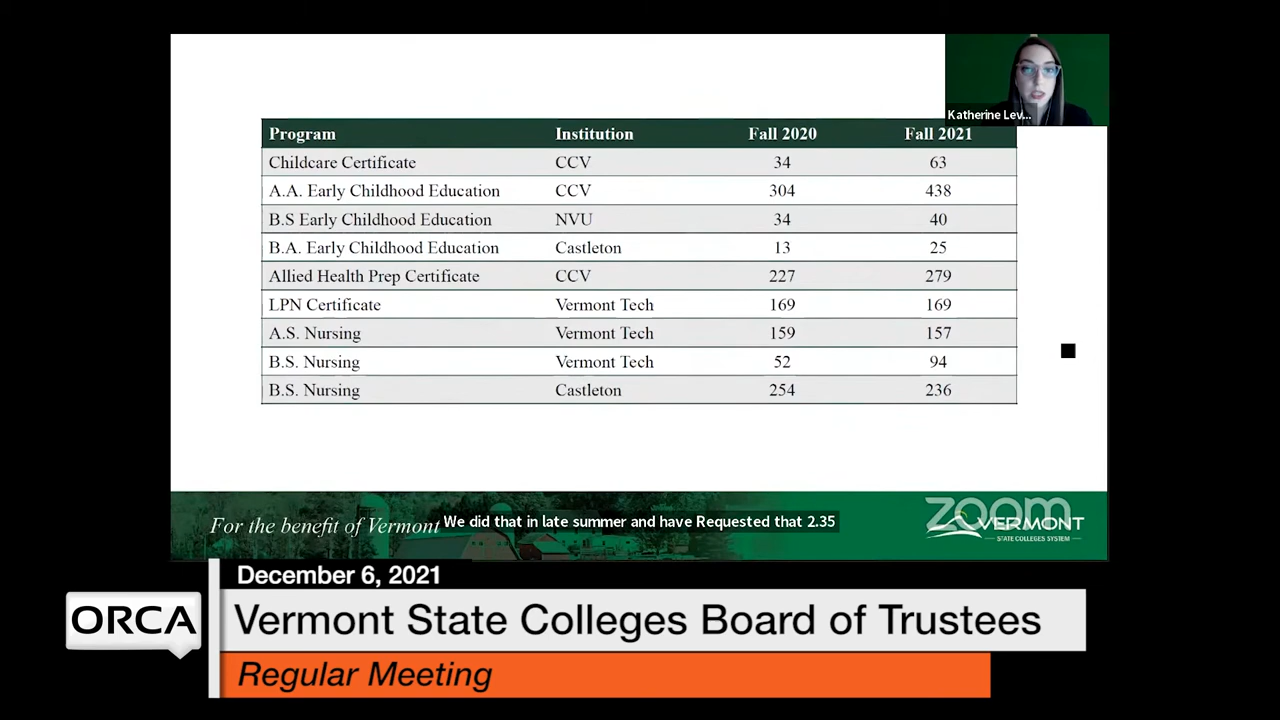 Katherine Lev...
Program Institution Fall 2020 Fall 2021
Childcare Certificate CCV 34 63
A.A. Early Childhood Education CCV 304 438
B.S Early Childhood Education NVU 34 40
B.A. Early Childhood Education Castleton 13 25
Allied Health Prep Certificate CCV 227 279
LPN Certificate Vermont Tech 169 169
A.S. Nursing Vermont Tech 159 157
B.S. Nursing Vermont Tech 52 94
B.S. Nursing Castleton 254 236
zoom
For the benefit of Vermont
We did that in late summer and have Requested that 2.35
VERMONT
STATE COLLEGES SYSTEM
December 6, 2021
ORCA
Vermont State Colleges Board of Trustees
Regular Meeting